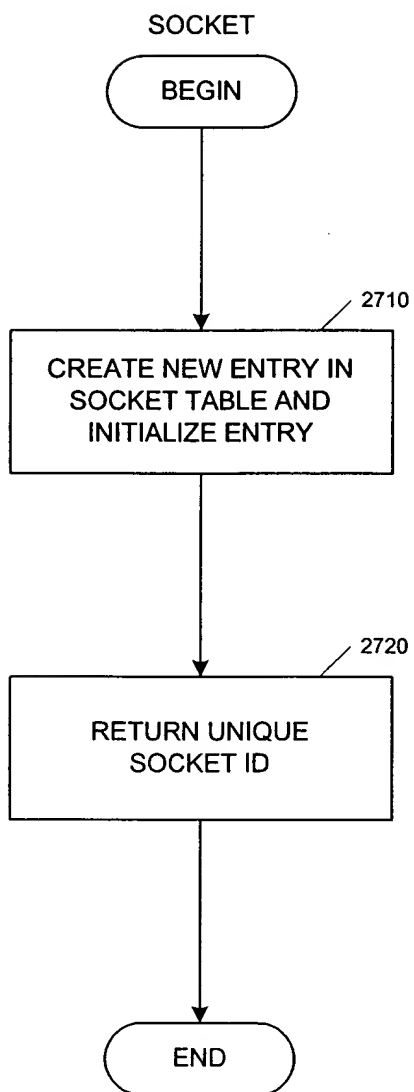 SOCKET
BEGIN
2710
CREATE NEW ENTRY IN
SOCKET TABLE AND
INITIALIZE ENTRY
2720
RETURN UNIQUE
SOCKET ID
END